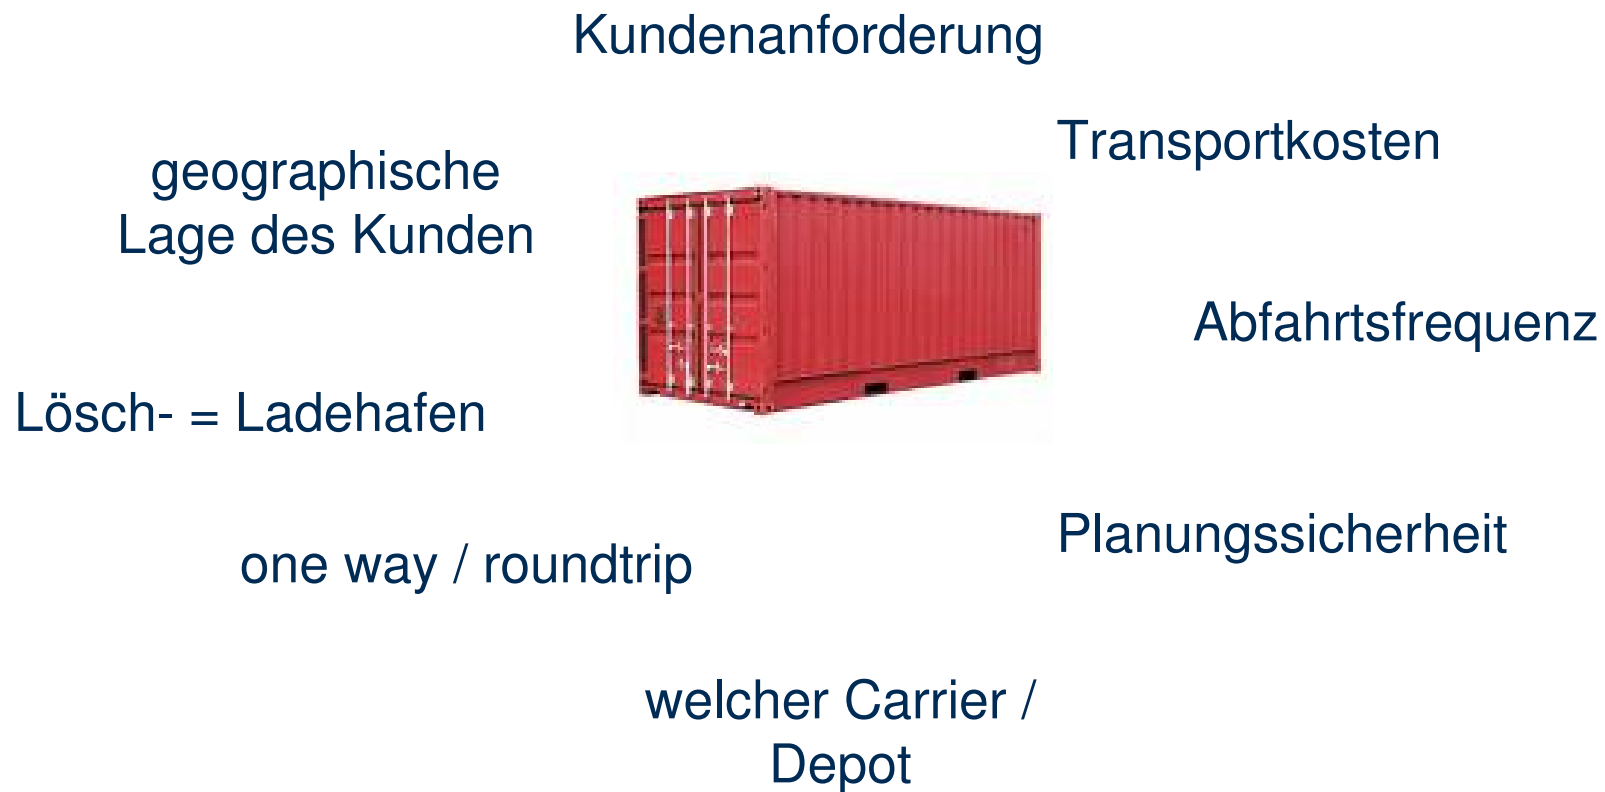 Kundenanforderung
Transportkosten
geographische
Lage des Kunden
Abfahrtsfrequenz
Lösch- = Ladehafen
Planungssicherheit
one way / roundtrip
welcher Carrier /
Depot